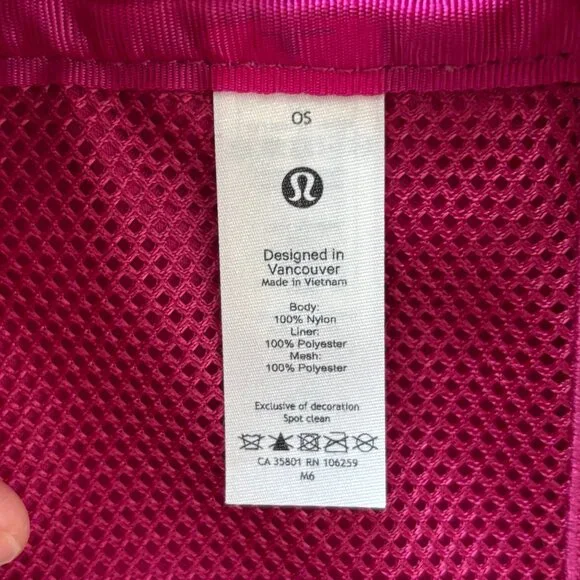 OS
Designed in
Vancouver
Made in Vietnam
Body:
100% Nylon
Liner:
100% Polyester
Mesh:
100% Polyester
Exclusive of decoration
Spot clean
CA 35801 RN 106259
M6